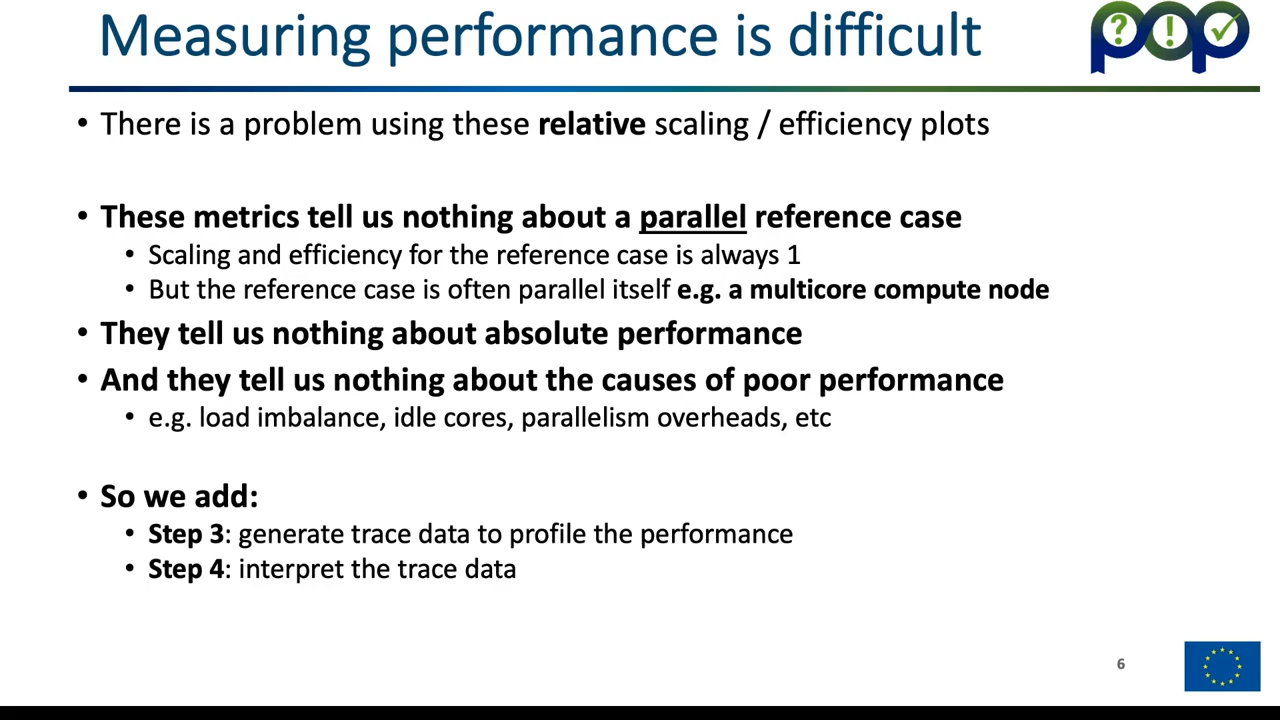 Measuring performance is difficult
pop
? ! ✓
• There is a problem using these relative scaling / efficiency plots
• These metrics tell us nothing about a parallel reference case
• Scaling and efficiency for the reference case is always 1
• But the reference case is often parallel itself e.g. a multicore compute node
• They tell us nothing about absolute performance
• And they tell us nothing about the causes of poor performance
• e.g. load imbalance, idle cores, parallelism overheads, etc
• So we add:
• Step 3: generate trace data to profile the performance
• Step 4: interpret the trace data
6